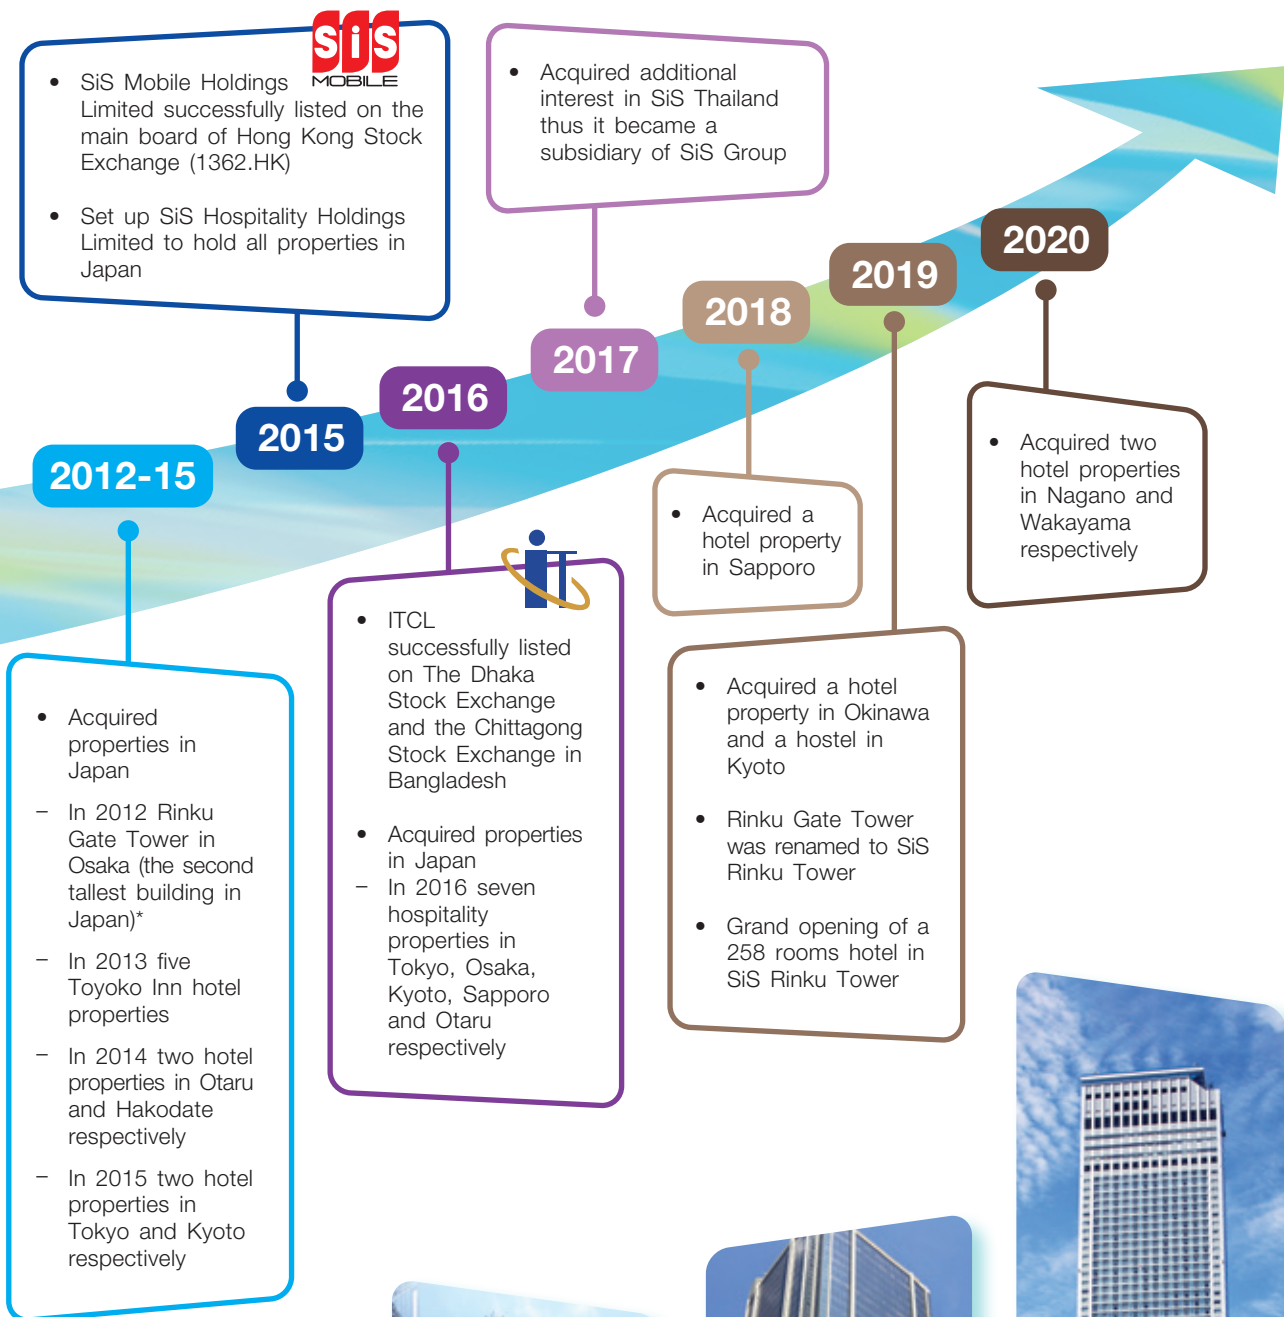 SiS
MOBILE
• SiS Mobile Holdings
Limited successfully listed on the
main board of Hong Kong Stock
Exchange (1362.HK)
• Set up SiS Hospitality Holdings
Limited to hold all properties in
Japan
• Acquired additional
interest in SiS Thailand
thus it became a
subsidiary of SiS Group
2012-15
2015
2016
2017
2018
2019
2020
• Acquired
properties in
Japan
– In 2012 Rinku
Gate Tower in
Osaka (the second
tallest building in
Japan)*
– In 2013 five
Toyoko Inn hotel
properties
– In 2014 two hotel
properties in Otaru
and Hakodate
respectively
– In 2015 two hotel
properties in
Tokyo and Kyoto
respectively
• ITCL
successfully listed
on The Dhaka
Stock Exchange
and the Chittagong
Stock Exchange in
Bangladesh
• Acquired properties
in Japan
– In 2016 seven
hospitality
properties in
Tokyo, Osaka,
Kyoto, Sapporo
and Otaru
respectively
• Acquired a
hotel property
in Sapporo
• Acquired a hotel
property in Okinawa
and a hostel in
Kyoto
• Rinku Gate Tower
was renamed to SiS
Rinku Tower
• Grand opening of a
258 rooms hotel in
SiS Rinku Tower
• Acquired two
hotel properties
in Nagano and
Wakayama
respectively